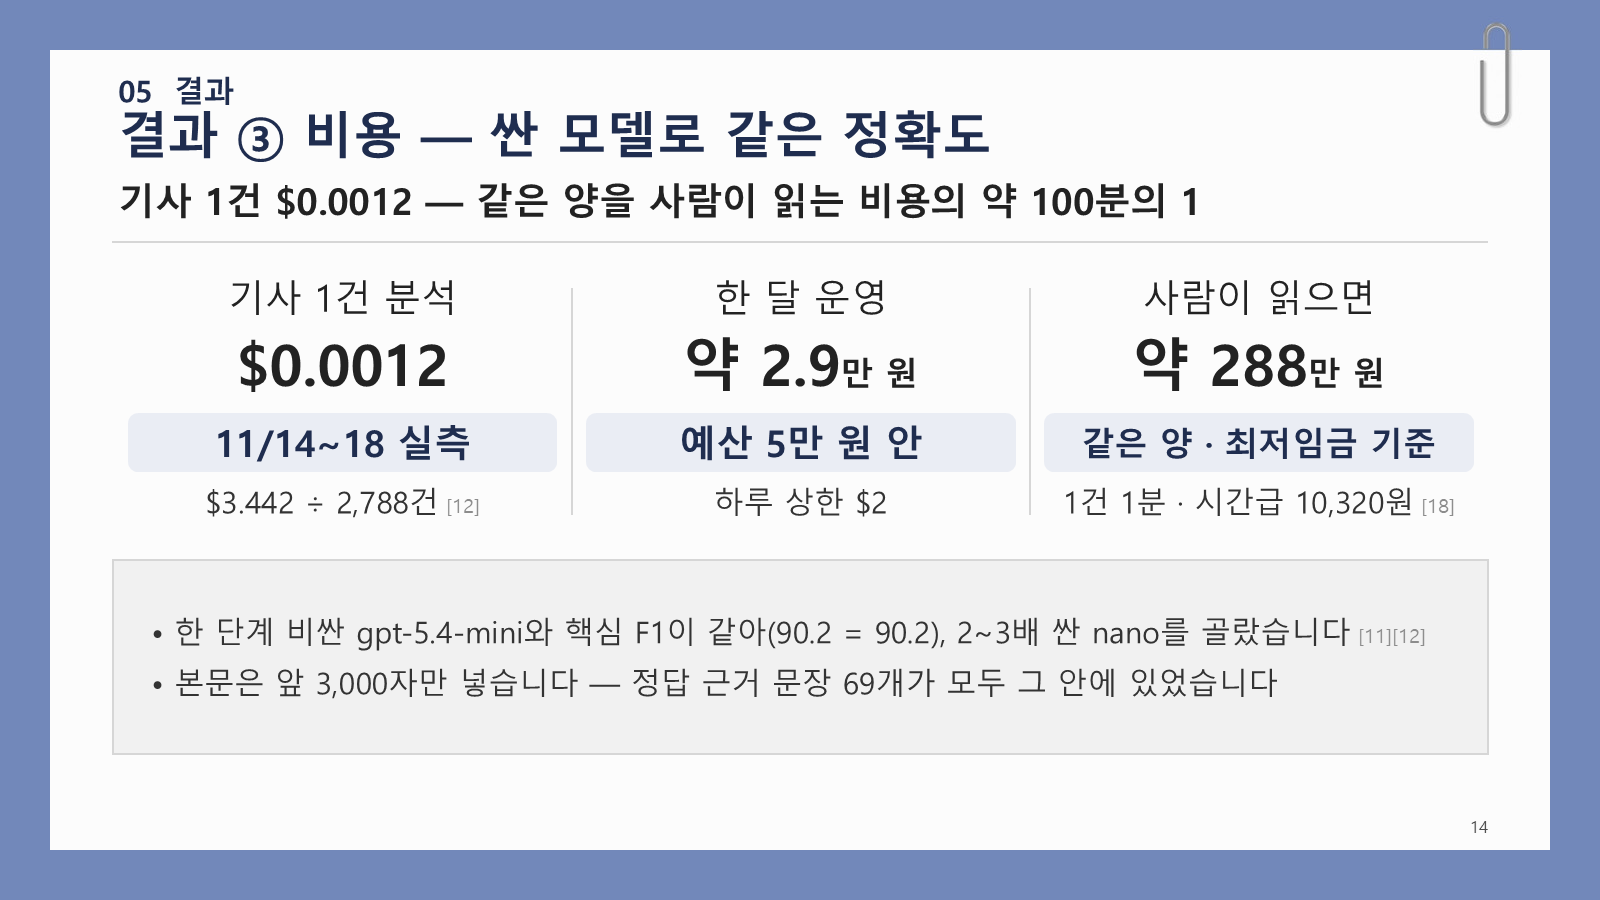 05 결과
결과 ③ 비용 — 싼 모델로 같은 정확도
기사 1건 $0.0012 — 같은 양을 사람이 읽는 비용의 약 100분의 1
기사 1건 분석
$0.0012
11/14~18 실측
$3.442 ÷ 2,788건 [12]
한 달 운영
약 2.9만 원
예산 5만 원 안
하루 상한 $2
사람이 읽으면
약 288만 원
같은 양 · 최저임금 기준
1건 1분 · 시간급 10,320원 [18]
• 한 단계 비싼 gpt-5.4-mini와 핵심 F1이 같아(90.2 = 90.2), 2~3배 싼 nano를 골랐습니다 [11][12]
• 본문은 앞 3,000자만 넣습니다 — 정답 근거 문장 69개가 모두 그 안에 있었습니다
14